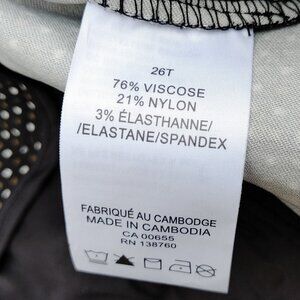 26T
76% VISCOSE
21% NYLON
3% ÉLASTHANNE/
/ELASTANE/SPANDEX
FABRIQUÉ AU CAMBODGE
MADE IN CAMBODIA
CA 00655
RN 138760